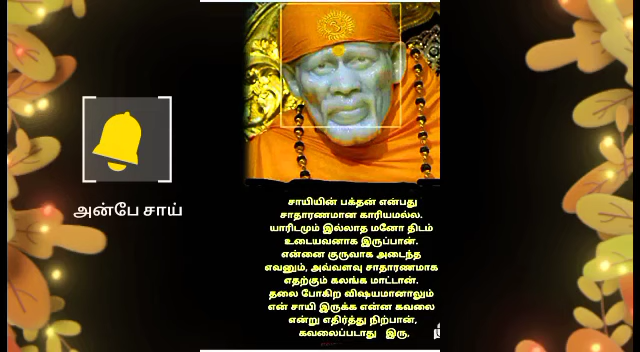 அன்பே சாய்
சாயியின் பக்தன் என்பது
சாதாரணமான காரியமல்ல.
யாரிடமும் இல்லாத மனோ திடம்
உடையவனாக இருப்பான்.
என்னை குருவாக அடைந்த
எவனும், அவ்வளவு சாதாரணமாக
எதற்கும் கலங்க மாட்டான்.
தலை போகிற விஷயமானாலும்
என் சாயி இருக்க என்ன கவலை
என்று எதிர்த்து நிற்பான்,
கவலைப்படாது இரு.